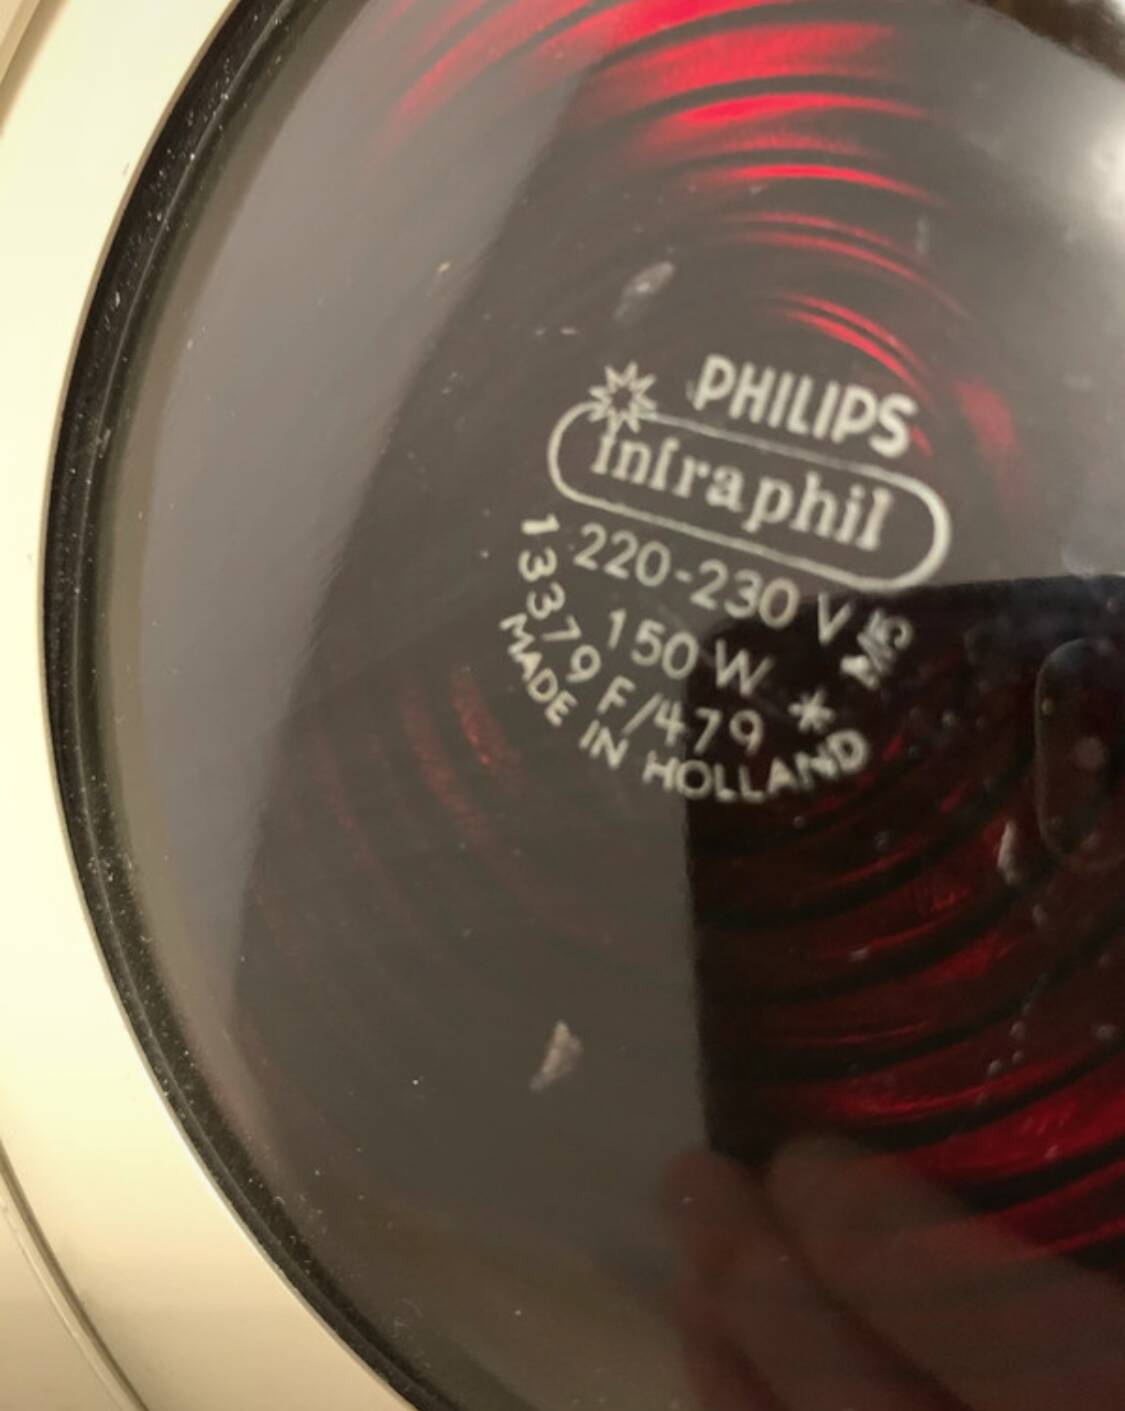 PHILIPS
infraphil
220-230 V
150 W
13379 F/479 *
MADE IN HOLLAND